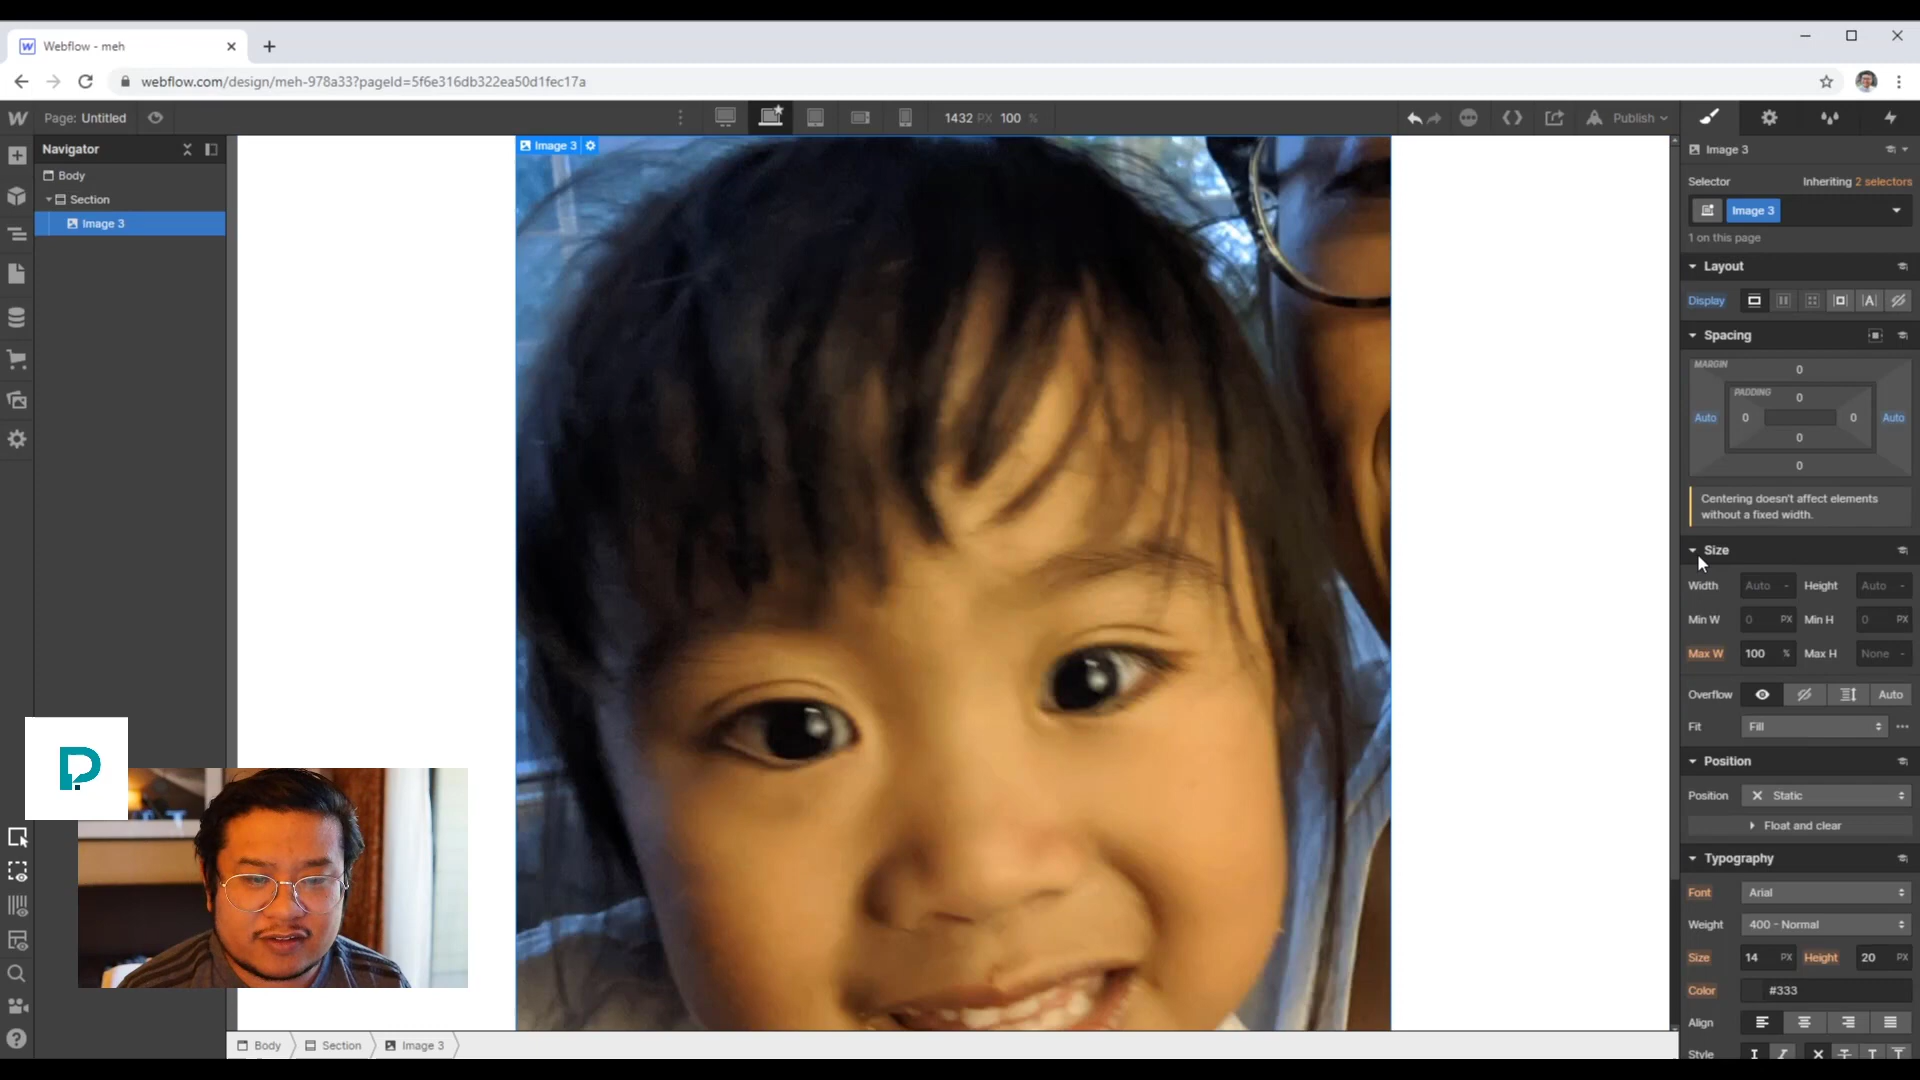 Webflow - meh
webflow.com/design/meh-978a33?pageId=5f6e316db322ea50d1fec17a
Page: Untitled
1432 PX 100 %
Publish
Navigator
Body
Section
Image 3
Image 3
Image 3
Selector
Inheriting 2 selectors
Image 3
1 on this page
Layout
Display
Spacing
MARGIN
0
PADDING
0
Auto
0
0
Auto
0
0
Centering doesn't affect elements
without a fixed width.
Size
Width Auto - Height Auto -
Min W 0 PX Min H 0 PX
Max W 100 % Max H None -
Overflow Auto
Fit Fill
Position
Position Static
Float and clear
Typography
Font Arial
Weight 400 - Normal
Size 14 PX Height 20 PX
Color #333
Align
Style
Body Section Image 3